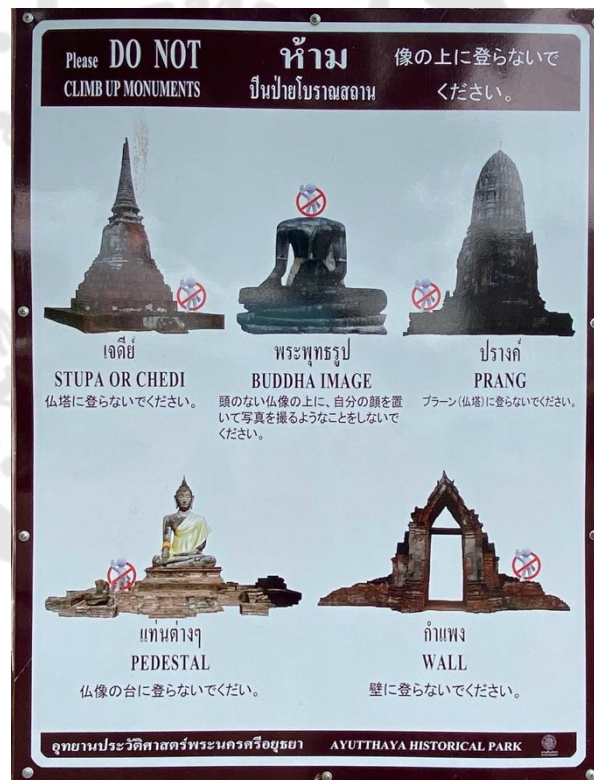 Please DO NOT
CLIMB UP MONUMENTS
ห้าม
ปีนป่ายโบราณสถาน
像の上に登らないで
ください。
เจดีย์
STUPA OR CHEDI
仏塔に登らないでください。
พระพุทธรูป
BUDDHA IMAGE
頭のない仏像の上に、自分の顔を置
いて写真を撮るようなことをしないで
ください。
ปรางค์
PRANG
プラーン(仏塔)に登らないでください。
แท่นต่างๆ
PEDESTAL
仏像の台に登らないでくだい。
กำแพง
WALL
壁に登らないでください。
อุทยานประวัติศาสตร์พระนครศรีอยุธยา AYUTTHAYA HISTORICAL PARK